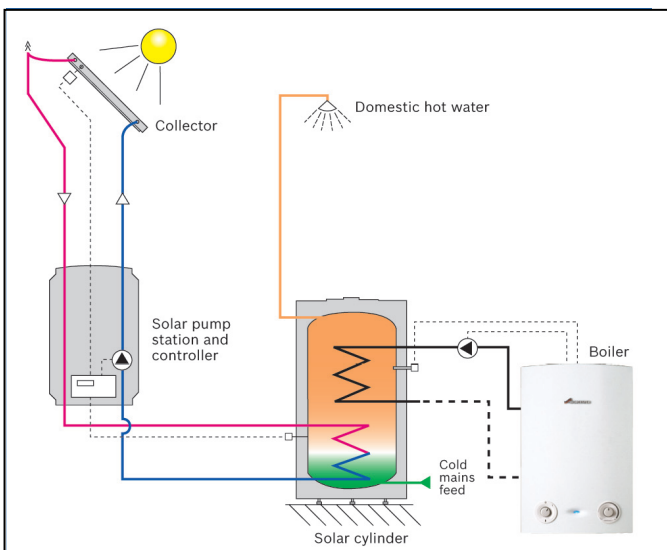 Collector
Domestic hot water
Solar pump
station and
controller
Boiler
Cold
mains
feed
Solar cylinder